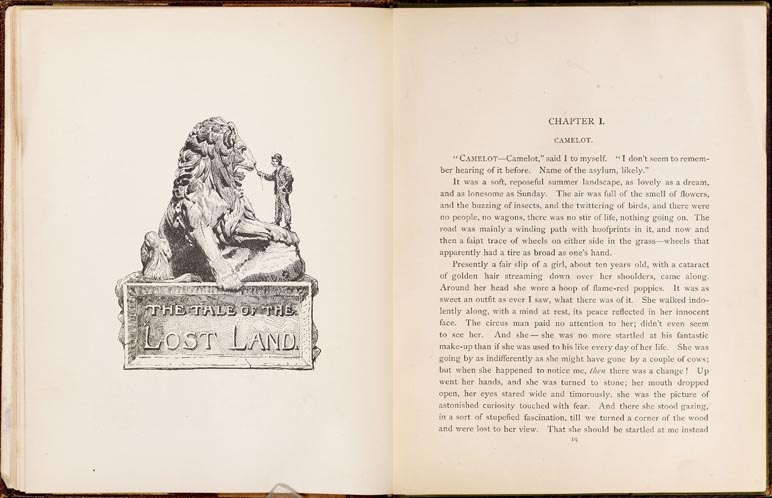 THE TALE OF THE
LOST LAND.
CHAPTER I.
CAMELOT.
"CAMELOT—Camelot," said I to myself. "I don't seem to remem-
ber hearing of it before. Name of the asylum, likely."
It was a soft, reposeful summer landscape, as lovely as a dream,
and as lonesome as Sunday. The air was full of the smell of flowers,
and the buzzing of insects, and the twittering of birds, and there were
no people, no wagons, there was no stir of life, nothing going on. The
road was mainly a winding path with hoofprints in it, and now and
then a faint trace of wheels on either side in the grass—wheels that
apparently had a tire as broad as one's hand.
Presently a fair slip of a girl, about ten years old, with a cataract
of golden hair streaming down over her shoulders, came along.
Around her head she wore a hoop of flame-red poppies. It was as
sweet an outfit as ever I saw, what there was of it. She walked indo-
lently along, with a mind at rest, its peace reflected in her innocent
face. The circus man paid no attention to her; didn't even seem
to see her. And she—she was no more startled at his fantastic
make-up than if she was used to his like every day of her life. She was
going by as indifferently as she might have gone by a couple of cows;
but when she happened to notice me, then there was a change! Up
went her hands, and she was turned to stone; her mouth dropped
open, her eyes stared wide and timorously, she was the picture of
astonished curiosity touched with fear. And there she stood gazing,
in a sort of stupefied fascination, till we turned a corner of the wood
and were lost to her view. That she should be startled at me instead
19